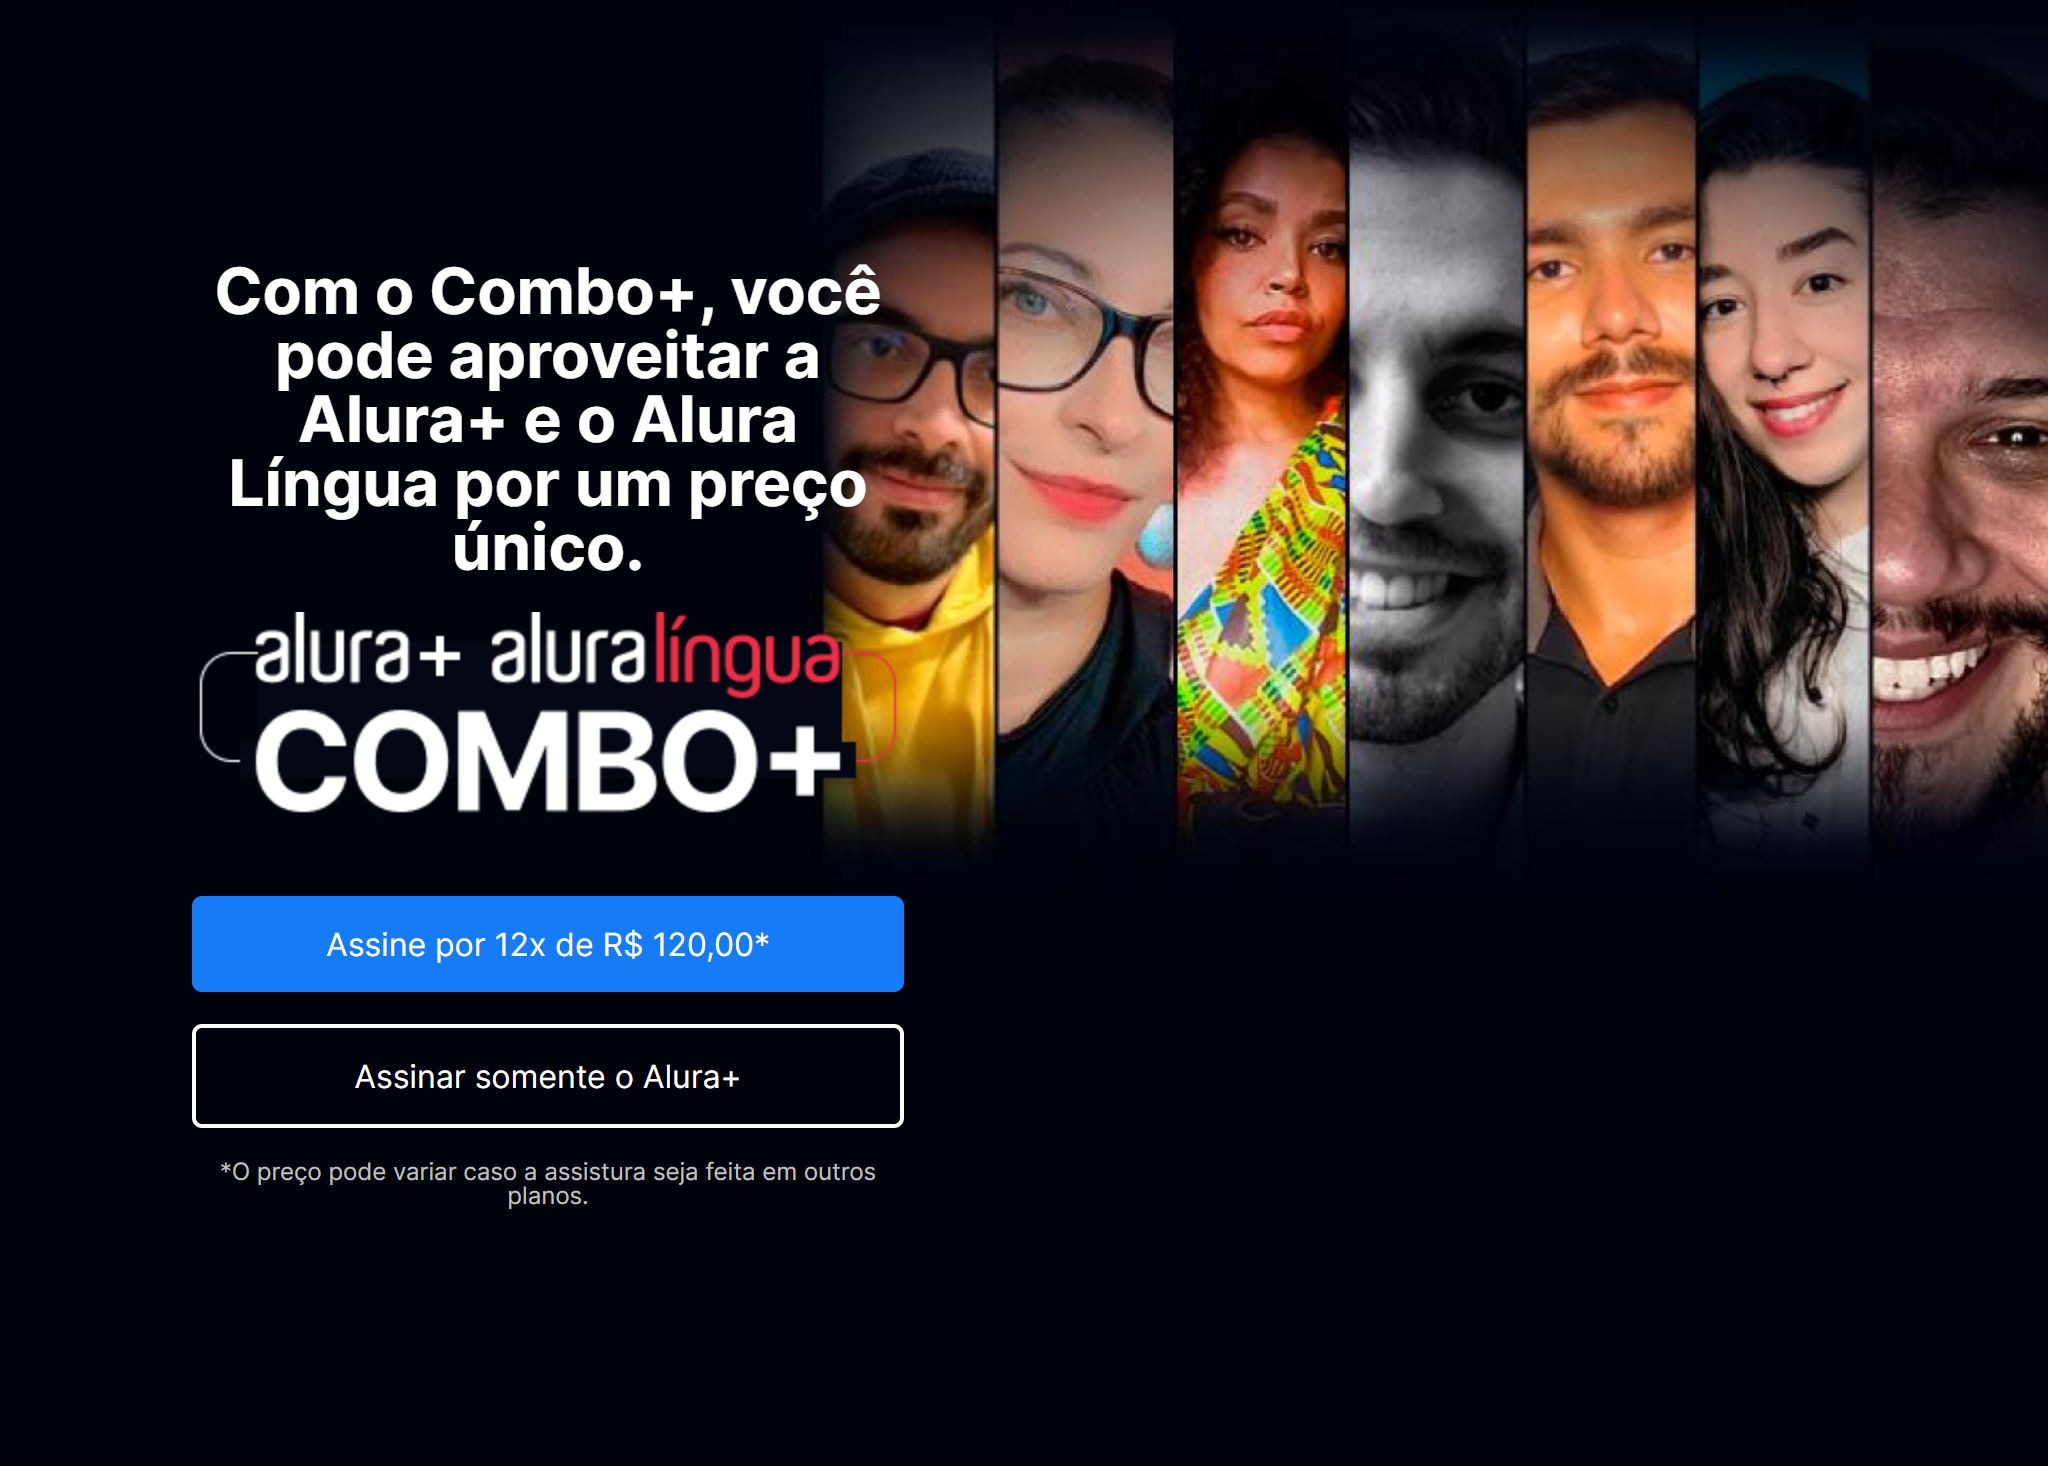 Com o Combo+, você
pode aproveitar a
Alura+ e o Alura
Língua por um preço
único.
alura+ aluralíngua
COMBO+
Assine por 12x de R$ 120,00*
Assinar somente o Alura+
*O preço pode variar caso a assistura seja feita em outros
planos.